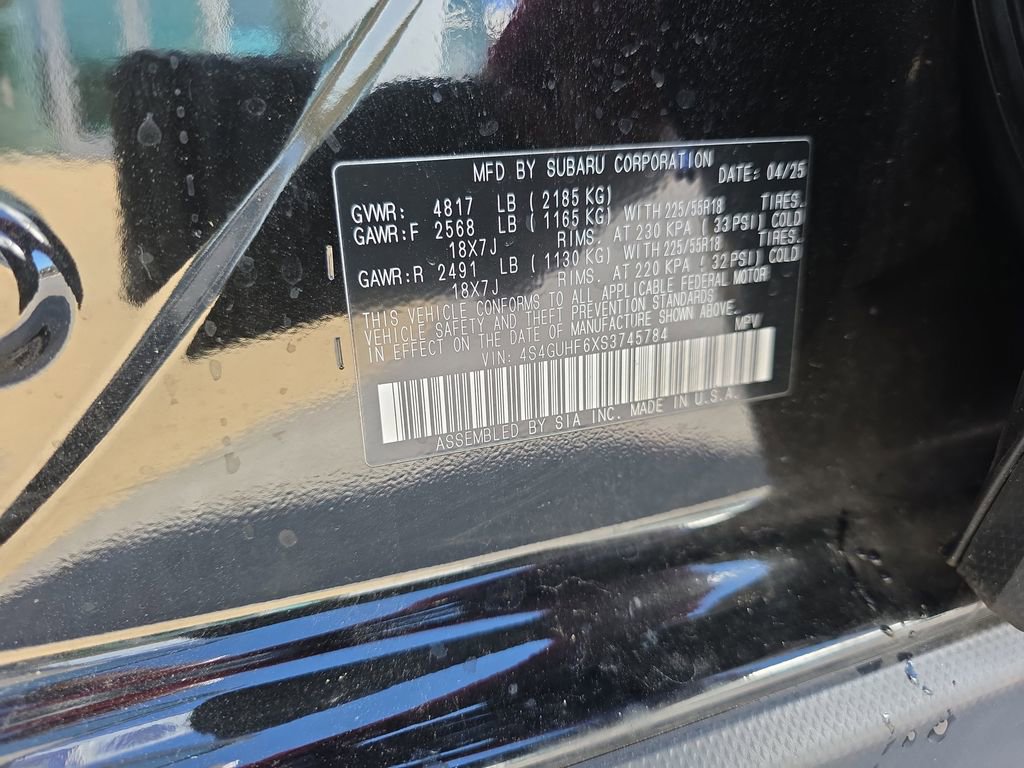 MFD BY SUBARU CORPORATION DATE: 04/25
GVWR: 4817 LB (2185 KG)
GAWR:F 2568 LB (1165 KG) WITH 225/55R18 TIRES.
18X7J RIMS. AT 230 KPA (33 PSI) COLD
GAWR:R 2491 LB (1130 KG) WITH 225/55R18 TIRES.
18X7J RIMS. AT 220 KPA (32 PSI) COLD
THIS VEHICLE CONFORMS TO ALL APPLICABLE FEDERAL MOTOR
VEHICLE SAFETY AND THEFT PREVENTION STANDARDS
IN EFFECT ON THE DATE OF MANUFACTURE SHOWN ABOVE.
VIN: 4S4GUHF6XS3745784 MPV
ASSEMBLED BY SIA INC. MADE IN U.S.A.